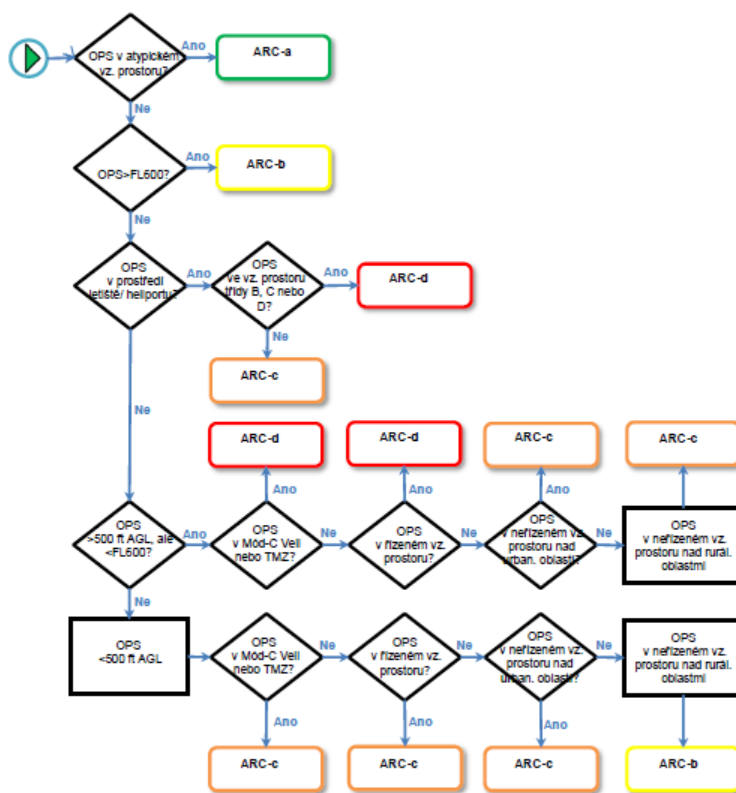 OPS v atypickém
vz. prostoru?
Ano
ARC-a
Ne
OPS>FL600?
Ano
ARC-b
Ne
OPS
v prostředí
letiště/ heliportu?
Ano
OPS
ve vz. prostoru
třídy B, C nebo
D?
Ano
ARC-d
Ne
ARC-c
Ne
ARC-d
ARC-d
ARC-c
ARC-c
Ano
Ano
Ano
OPS
>500 ft AGL, ale
<FL600?
Ano
OPS
v Mód-C Veil
nebo TMZ?
Ne
OPS
v řízeném vz.
prostoru?
Ne
OPS
v neřízeném vz.
prostoru nad
urban. oblastí?
Ne
OPS
v neřízeném vz.
prostoru nad rurál.
oblastmi
Ne
OPS
<500 ft AGL
OPS
v Mód-C Veil
nebo TMZ?
Ne
OPS
v řízeném vz.
prostoru?
Ne
OPS
v neřízeném vz.
prostoru nad
urban. oblastí?
Ne
OPS
v neřízeném vz.
prostoru nad rurál.
oblastmi
Ano
Ano
Ano
ARC-c
ARC-c
ARC-c
ARC-b